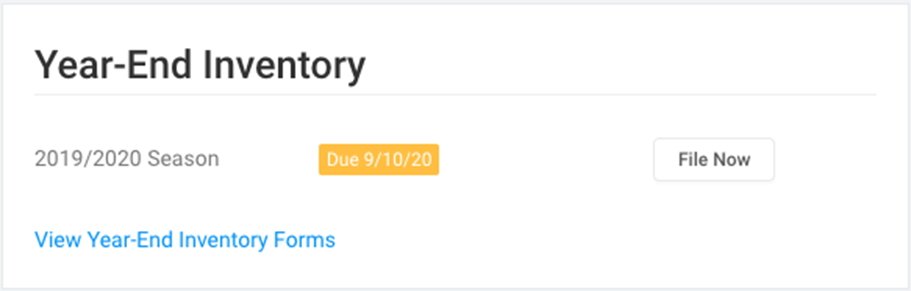 Year-End Inventory
2019/2020 Season Due 9/10/20 File Now
View Year-End Inventory Forms